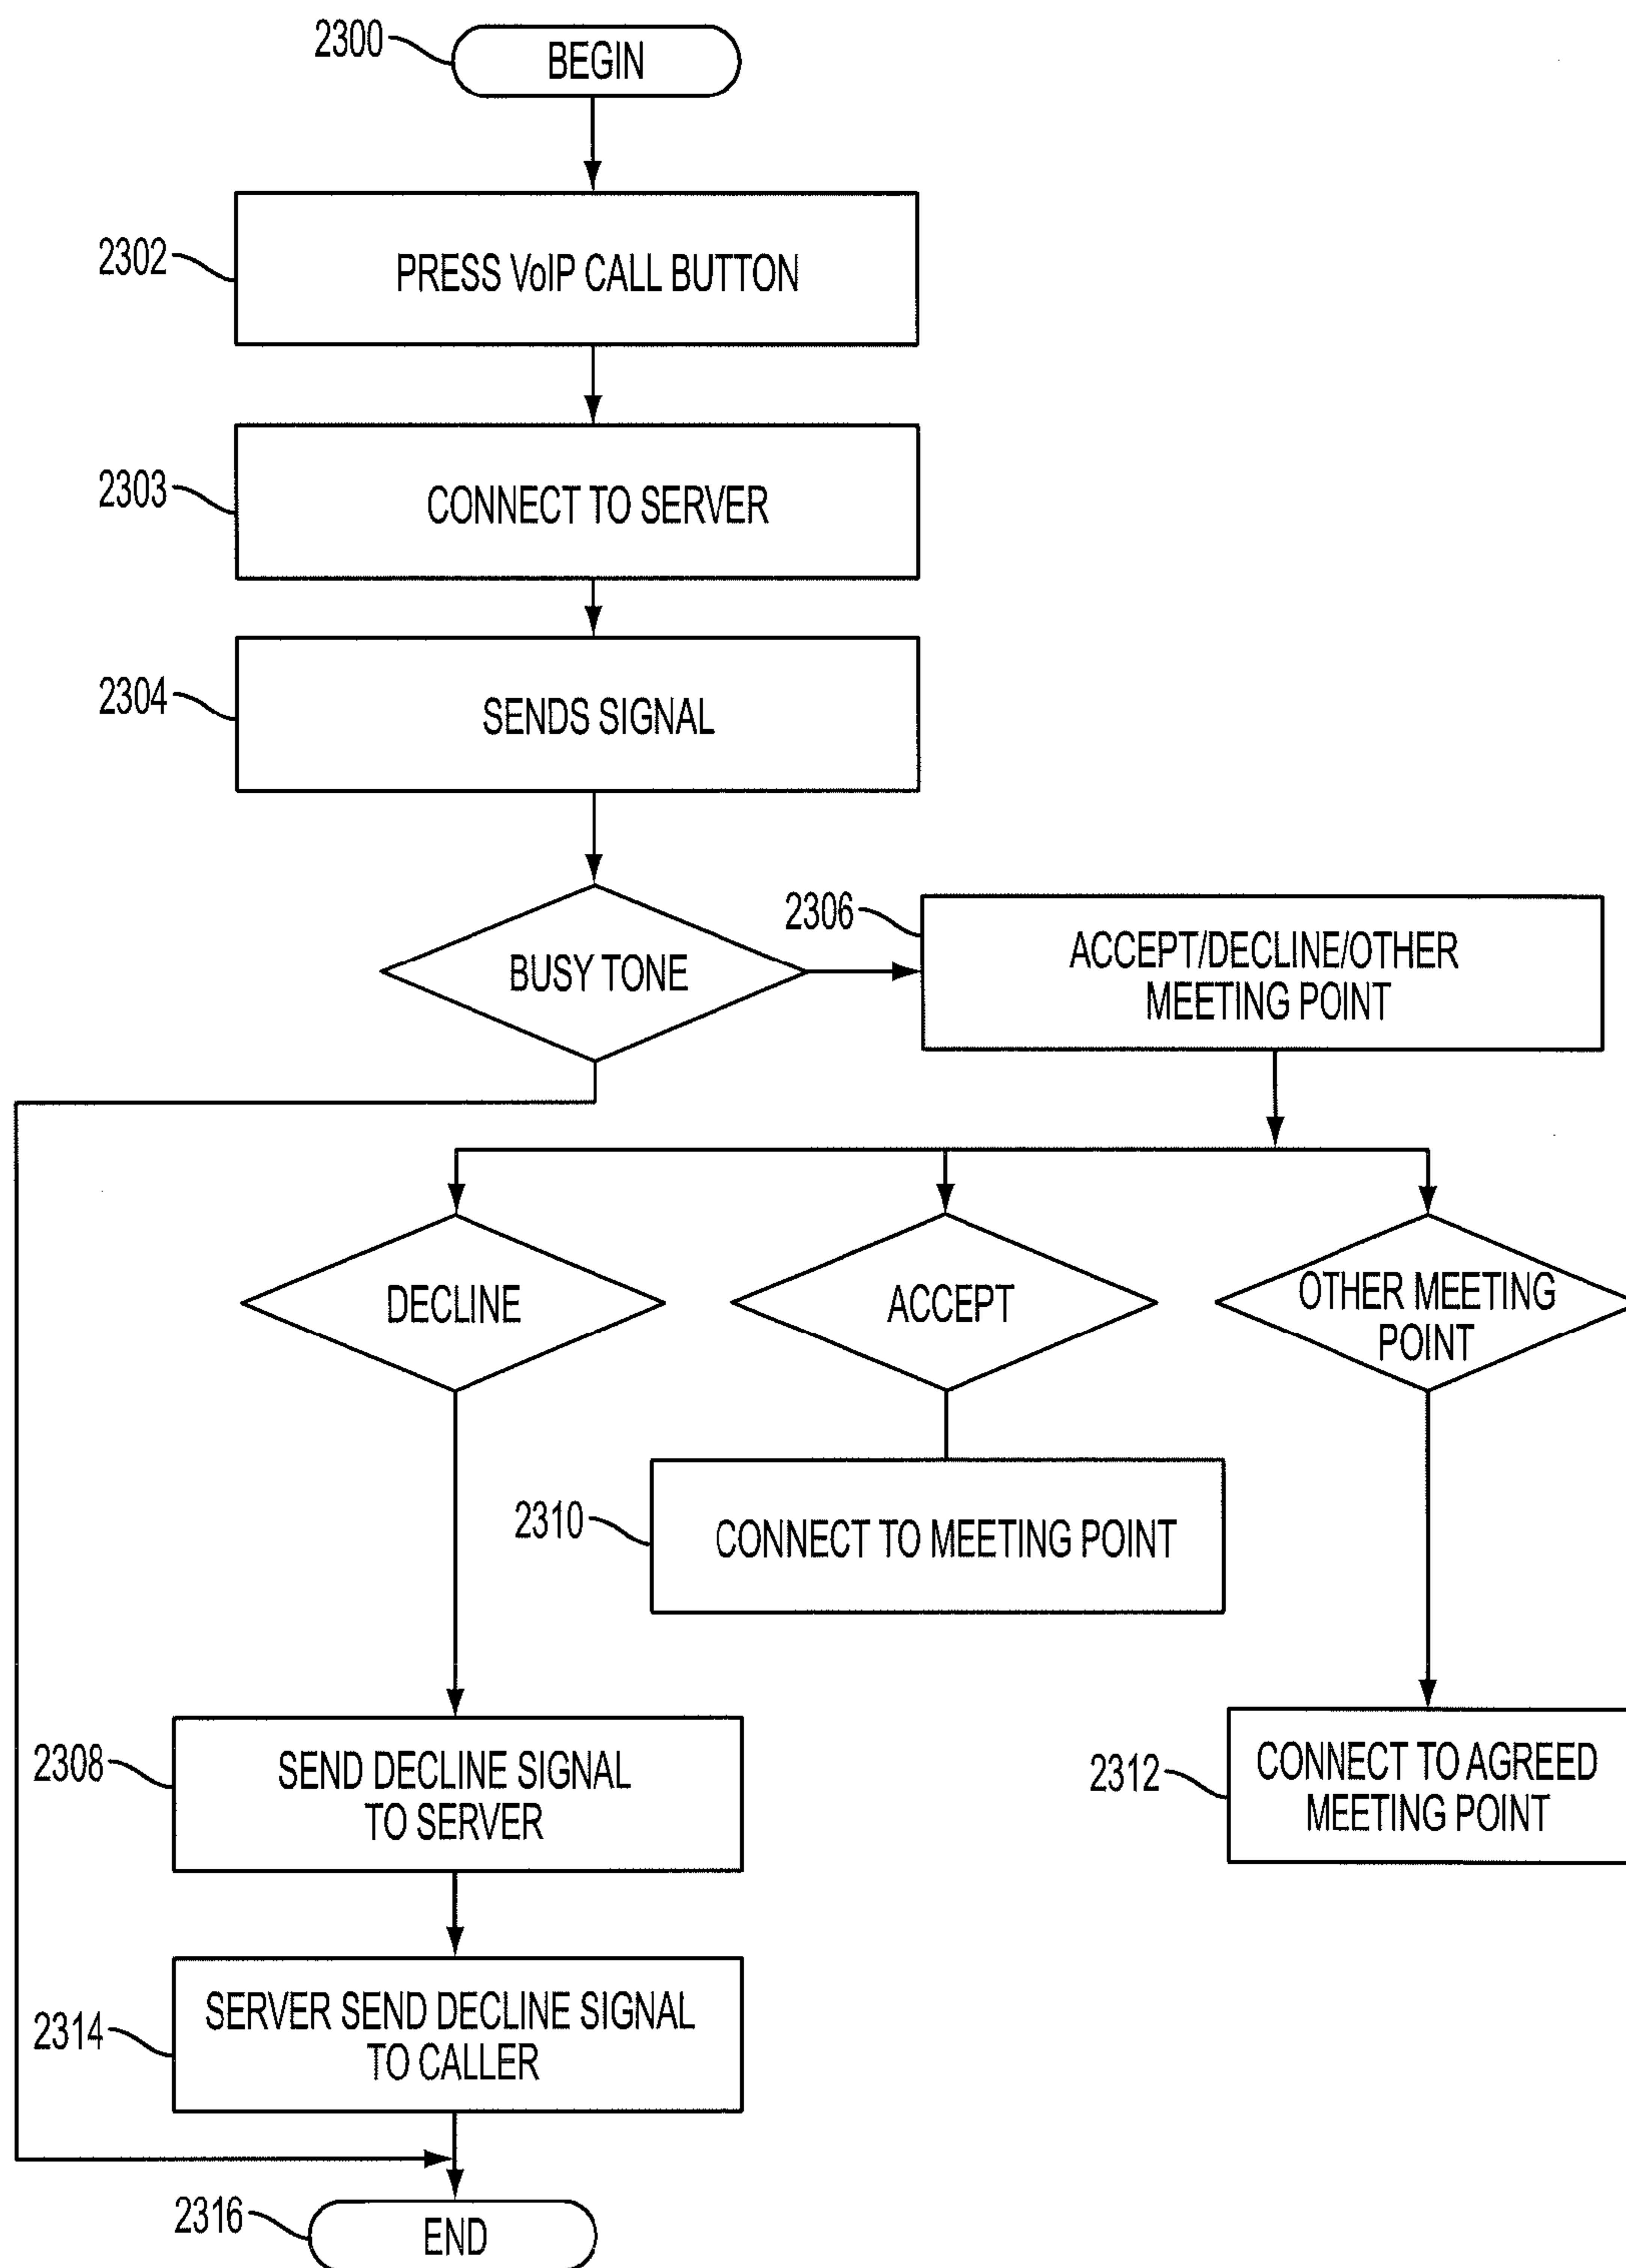 2300
BEGIN
2302
PRESS VoIP CALL BUTTON
2303
CONNECT TO SERVER
2304
SENDS SIGNAL
BUSY TONE
2306
ACCEPT/DECLINE/OTHER
MEETING POINT
DECLINE
ACCEPT
OTHER MEETING
POINT
2310
CONNECT TO MEETING POINT
2308
SEND DECLINE SIGNAL
TO SERVER
2312
CONNECT TO AGREED
MEETING POINT
2314
SERVER SEND DECLINE SIGNAL
TO CALLER
2316
END